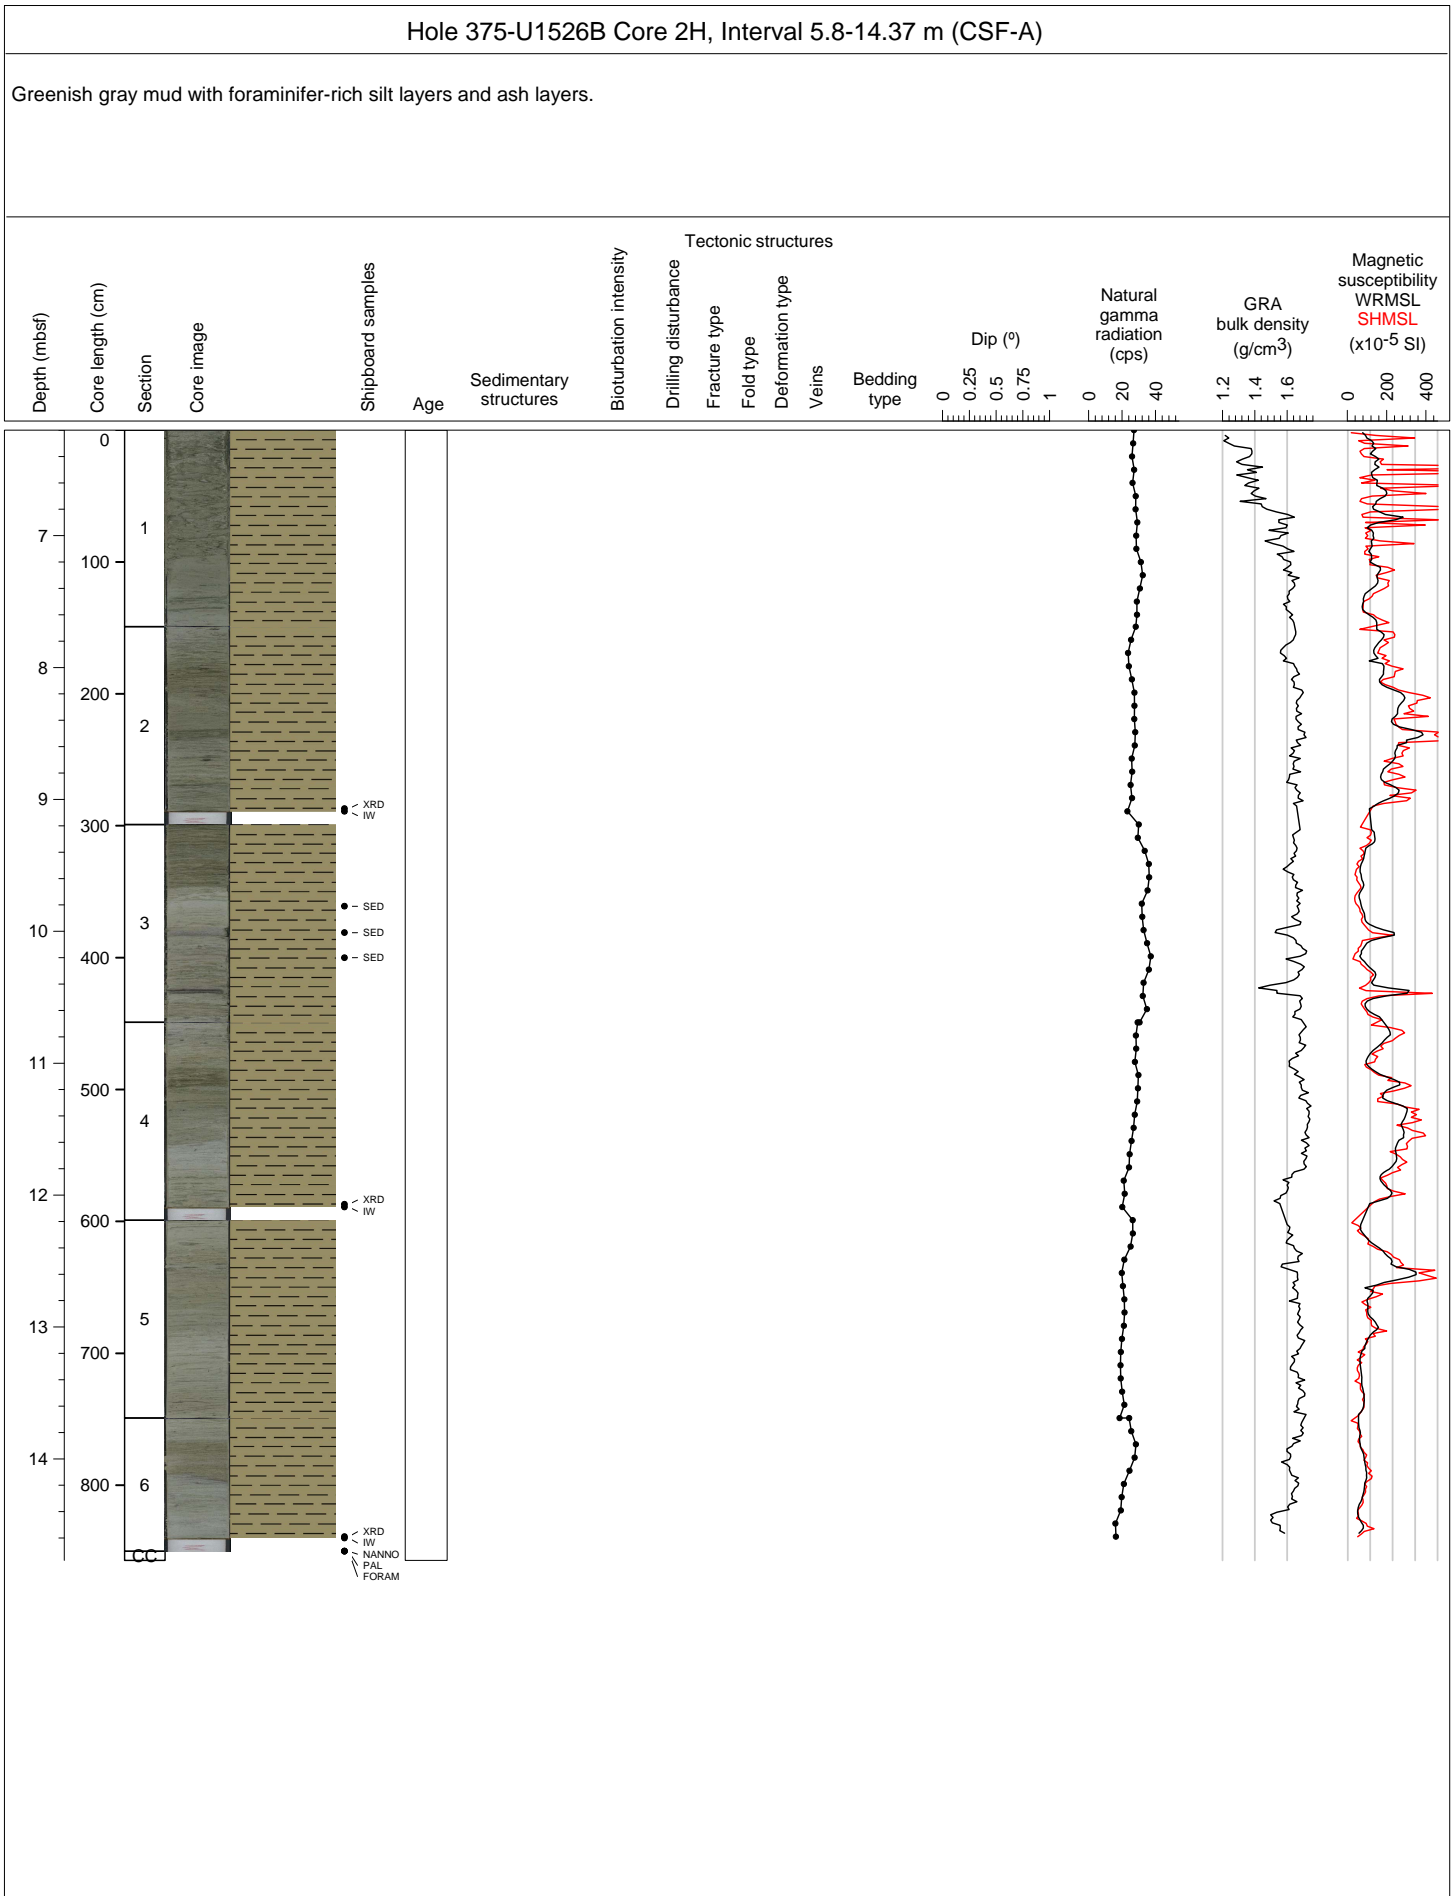 Hole 375-U1526B Core 2H, Interval 5.8-14.37 m (CSF-A)
Greenish gray mud with foraminifer-rich silt layers and ash layers.
Depth (mbsf)
Core length (cm)
Section
Core image
Shipboard samples
Age
Sedimentary
structures
Bioturbation intensity
Drilling disturbance
Tectonic structures
Fracture type
Fold type
Deformation type
Veins
Bedding
type
Dip (º)
0 0.25 0.5 0.75 1
Natural
gamma
radiation
(cps)
0 20 40
GRA
bulk density
(g/cm3)
1.2 1.4 1.6
Magnetic
susceptibility
WRMSL
SHMSL
(x10-5 SI)
0 200 400
0
1
7
100
8
200
2
XRD
9
IW
300
SED
3
10
SED
400
SED
11
500
4
12
XRD
IW
600
5
13
700
14
800
6
XRD
IW
CC
NANNO
PAL
FORAM